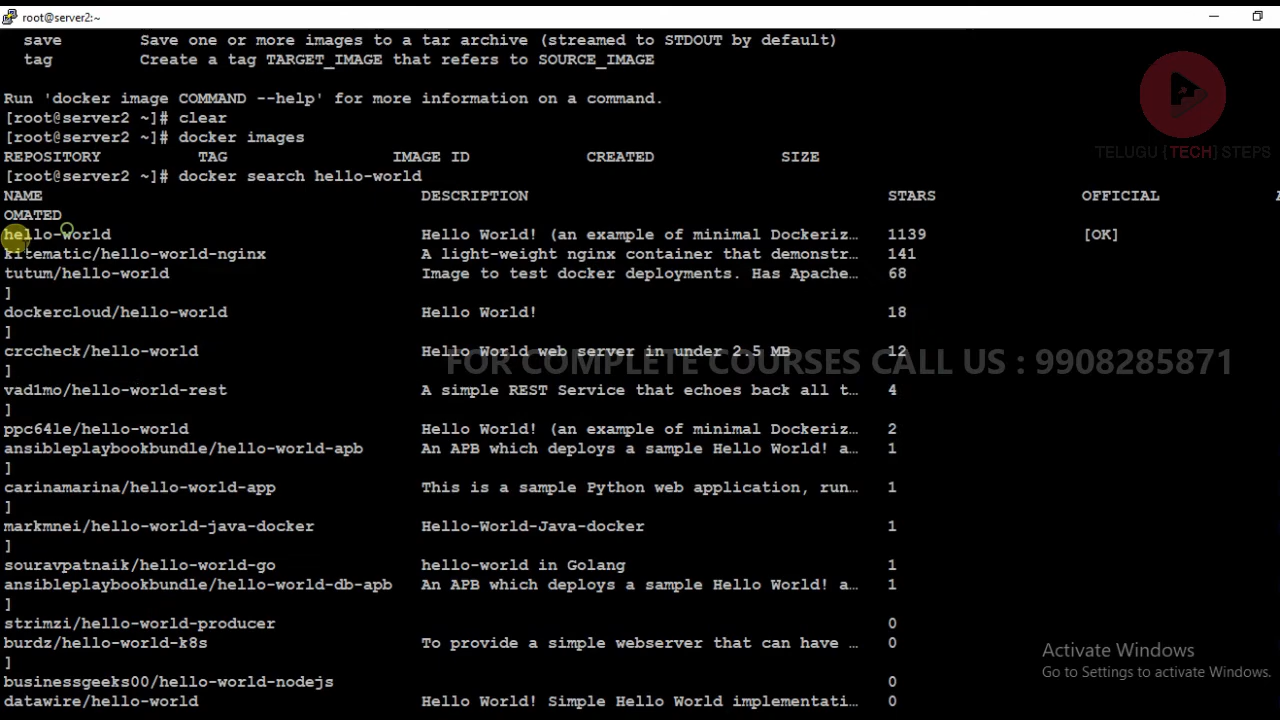 root@server2:~
save Save one or more images to a tar archive (streamed to STDOUT by default)
tag Create a tag TARGET_IMAGE that refers to SOURCE_IMAGE
Run 'docker image COMMAND --help' for more information on a command.
[root@server2 ~]# clear
[root@server2 ~]# docker images
REPOSITORY TAG IMAGE ID CREATED SIZE
[root@server2 ~]# docker search hello-world
NAME DESCRIPTION STARS OFFICIAL
OMATED
hello-world Hello World! (an example of minimal Dockeriz… 1139 [OK]
kitematic/hello-world-nginx A light-weight nginx container that demonstr… 141
tutum/hello-world Image to test docker deployments. Has Apache… 68
]
dockercloud/hello-world Hello World! 18
]
crccheck/hello-world Hello World web server in under 2.5 MB 12
]
vad1mo/hello-world-rest A simple REST Service that echoes back all t… 4
]
ppc64le/hello-world Hello World! (an example of minimal Dockeriz… 2
ansibleplaybookbundle/hello-world-apb An APB which deploys a sample Hello World! a… 1
]
carinamarina/hello-world-app This is a sample Python web application, run… 1
]
markmnei/hello-world-java-docker Hello-World-Java-docker 1
]
souravpatnaik/hello-world-go hello-world in Golang 1
ansibleplaybookbundle/hello-world-db-apb An APB which deploys a sample Hello World! a… 1
]
strimzi/hello-world-producer 0
burdz/hello-world-k8s To provide a simple webserver that can have … 0
]
businessgeeks00/hello-world-nodejs 0
datawire/hello-world Hello World! Simple Hello World implementati… 0
TELUGU {TECH} STEPS
FOR COMPLETE COURSES CALL US : 9908285871
Activate Windows
Go to Settings to activate Windows.